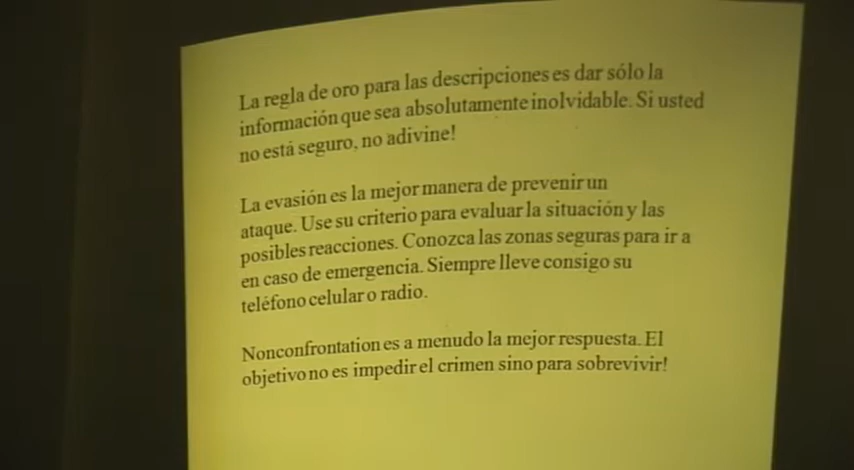 La regla de oro para las descripciones es dar sólo la
información que sea absolutamente inolvidable. Si usted
no está seguro, no adivine!
La evasión es la mejor manera de prevenir un
ataque. Use su criterio para evaluar la situación y las
posibles reacciones. Conozca las zonas seguras para ir a
en caso de emergencia. Siempre lleve consigo su
teléfono celular o radio.
Nonconfrontation es a menudo la mejor respuesta. El
objetivo no es impedir el crimen sino para sobrevivir!